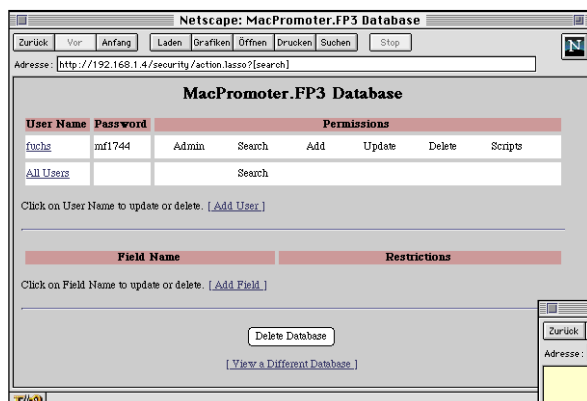 Netscape: MacPromoter.FP3 Database
Zurück Vor Anfang Laden Grafiken Öffnen Drucken Suchen Stop
N
Adresse: http://192.168.1.4/security/action.lasso?[search]
MacPromoter.FP3 Database
User Name Password Permissions
fuchs mf1744 Admin Search Add Update Delete Scripts
All Users Search
Click on User Name to update or delete. [ Add User ]
Field Name Restrictions
Click on Field Name to update or delete. [ Add Field ]
Delete Database
Zurück
[ View a Different Database ]
Adresse: